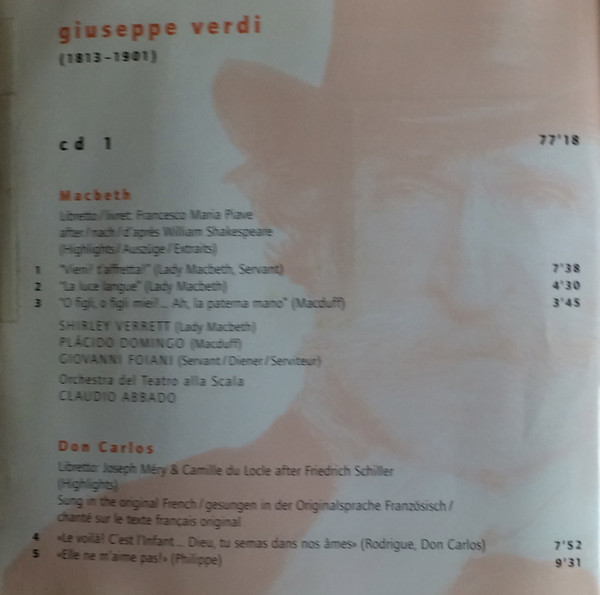 giuseppe verdi
(1813-1901)
cd 1 77'18
Macbeth
Libretto/livret: Francesco Maria Piave
after/nach/d'après William Shakespeare
(Highlights/Auszüge/Extraits)
1 "Vieni! t'affretta!" (Lady Macbeth, Servant) 7'38
2 "La luce langue" (Lady Macbeth) 4'30
3 "O figli, o figli miei!... Ah, la paterna mano" (Macduff) 3'45
SHIRLEY VERRETT (Lady Macbeth)
PLÁCIDO DOMINGO (Macduff)
GIOVANNI FOIANI (Servant/Diener/Serviteur)
Orchestra del Teatro alla Scala
CLAUDIO ABBADO
Don Carlos
Libretto: Joseph Méry & Camille du Locle after Friedrich Schiller
(Highlights)
Sung in the original French/gesungen in der Originalsprache Französisch/
chanté sur le texte français original
4 «Le voilà! C'est l'Infant... Dieu, tu semas dans nos âmes» (Rodrigue, Don Carlos) 7'52
5 «Elle ne m'aime pas!» (Philippe) 9'31